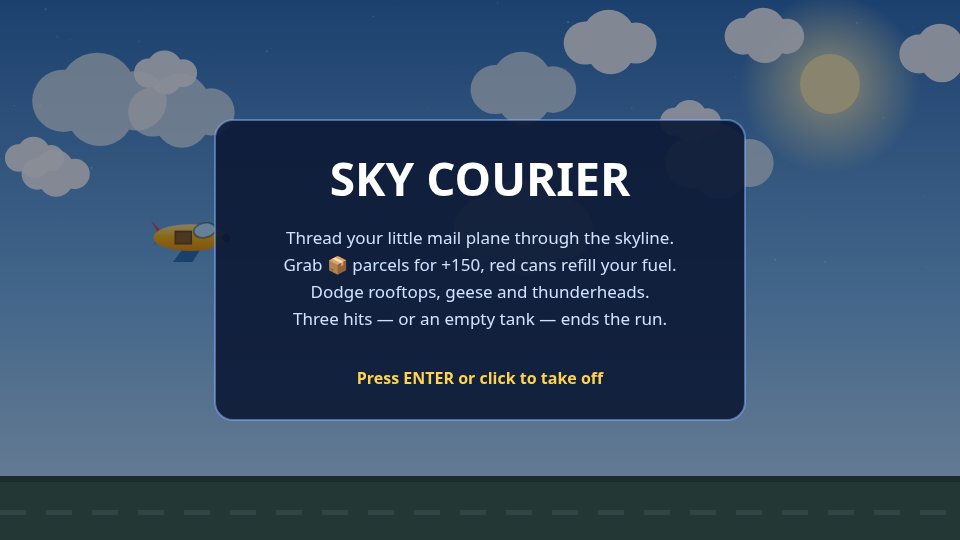 SKY COURIER
Thread your little mail plane through the skyline.
Grab 📦 parcels for +150, red cans refill your fuel.
Dodge rooftops, geese and thunderheads.
Three hits — or an empty tank — ends the run.
Press ENTER or click to take off